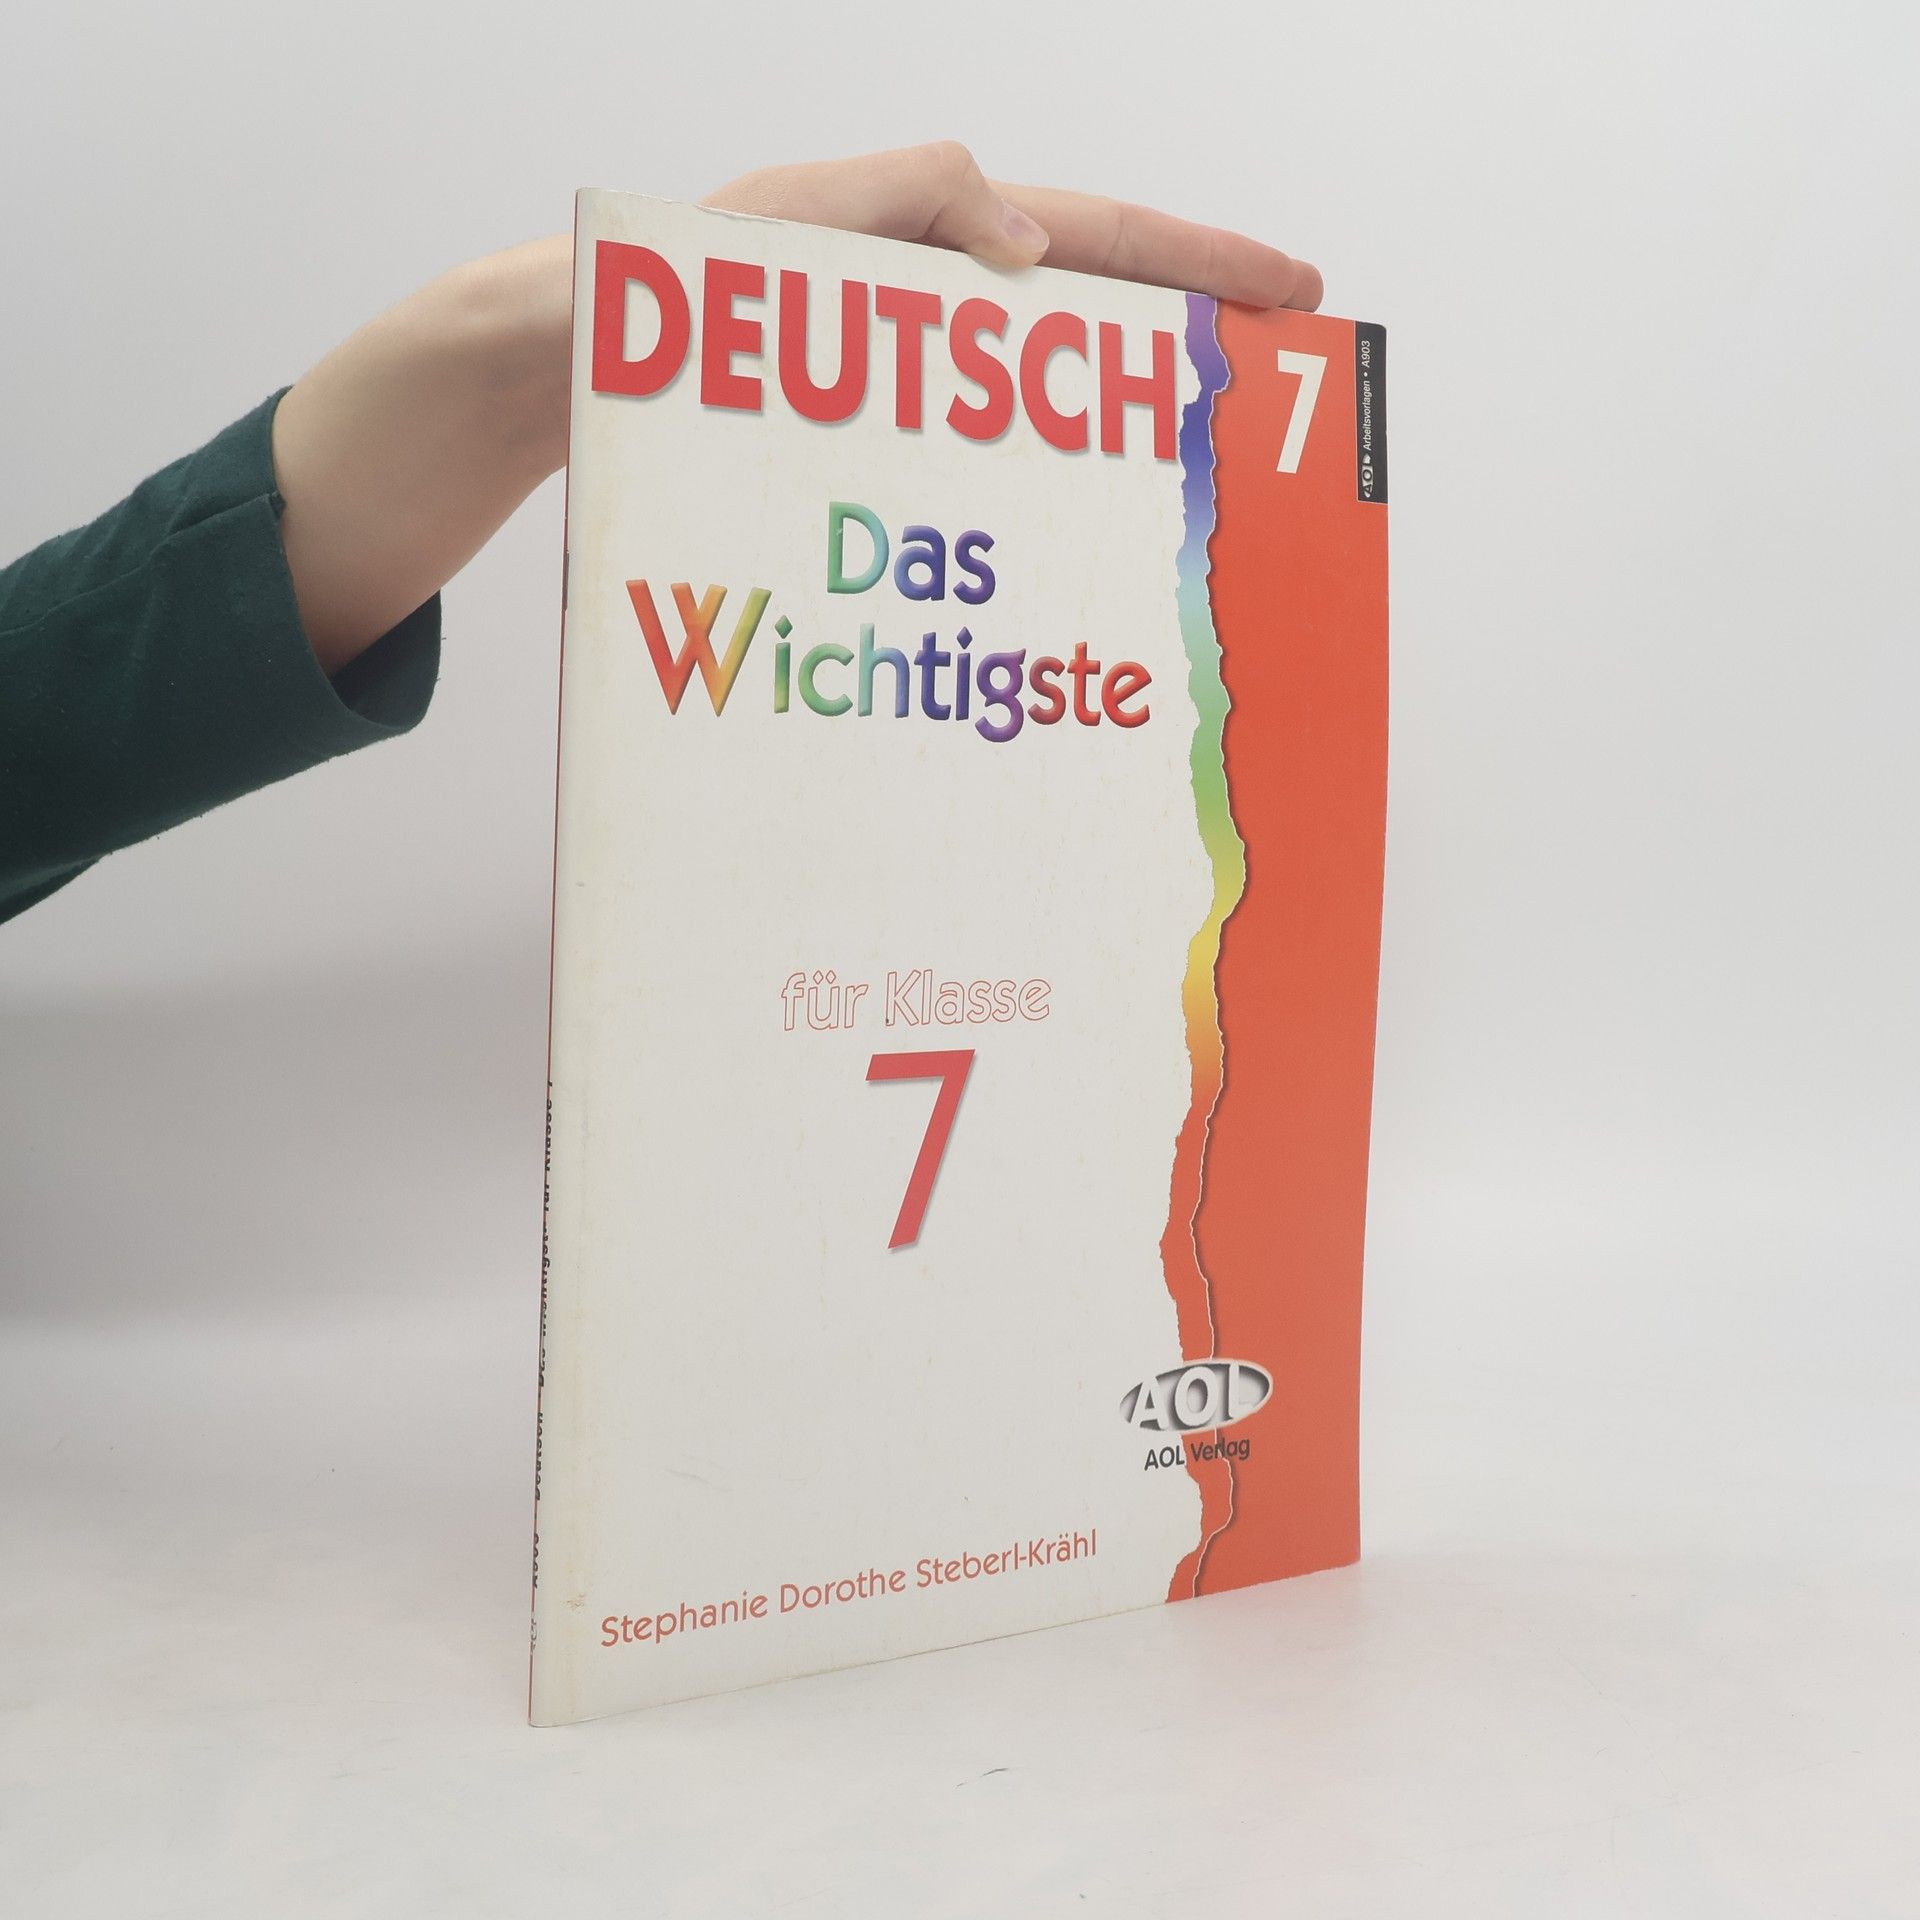 DEUTSCH
7
AOL Arbeitsvorlagen • A903
Das
Wichtigste
für Klasse
7
AOL
AOL Verlag
Stephanie Dorothe Steberl-Krähl